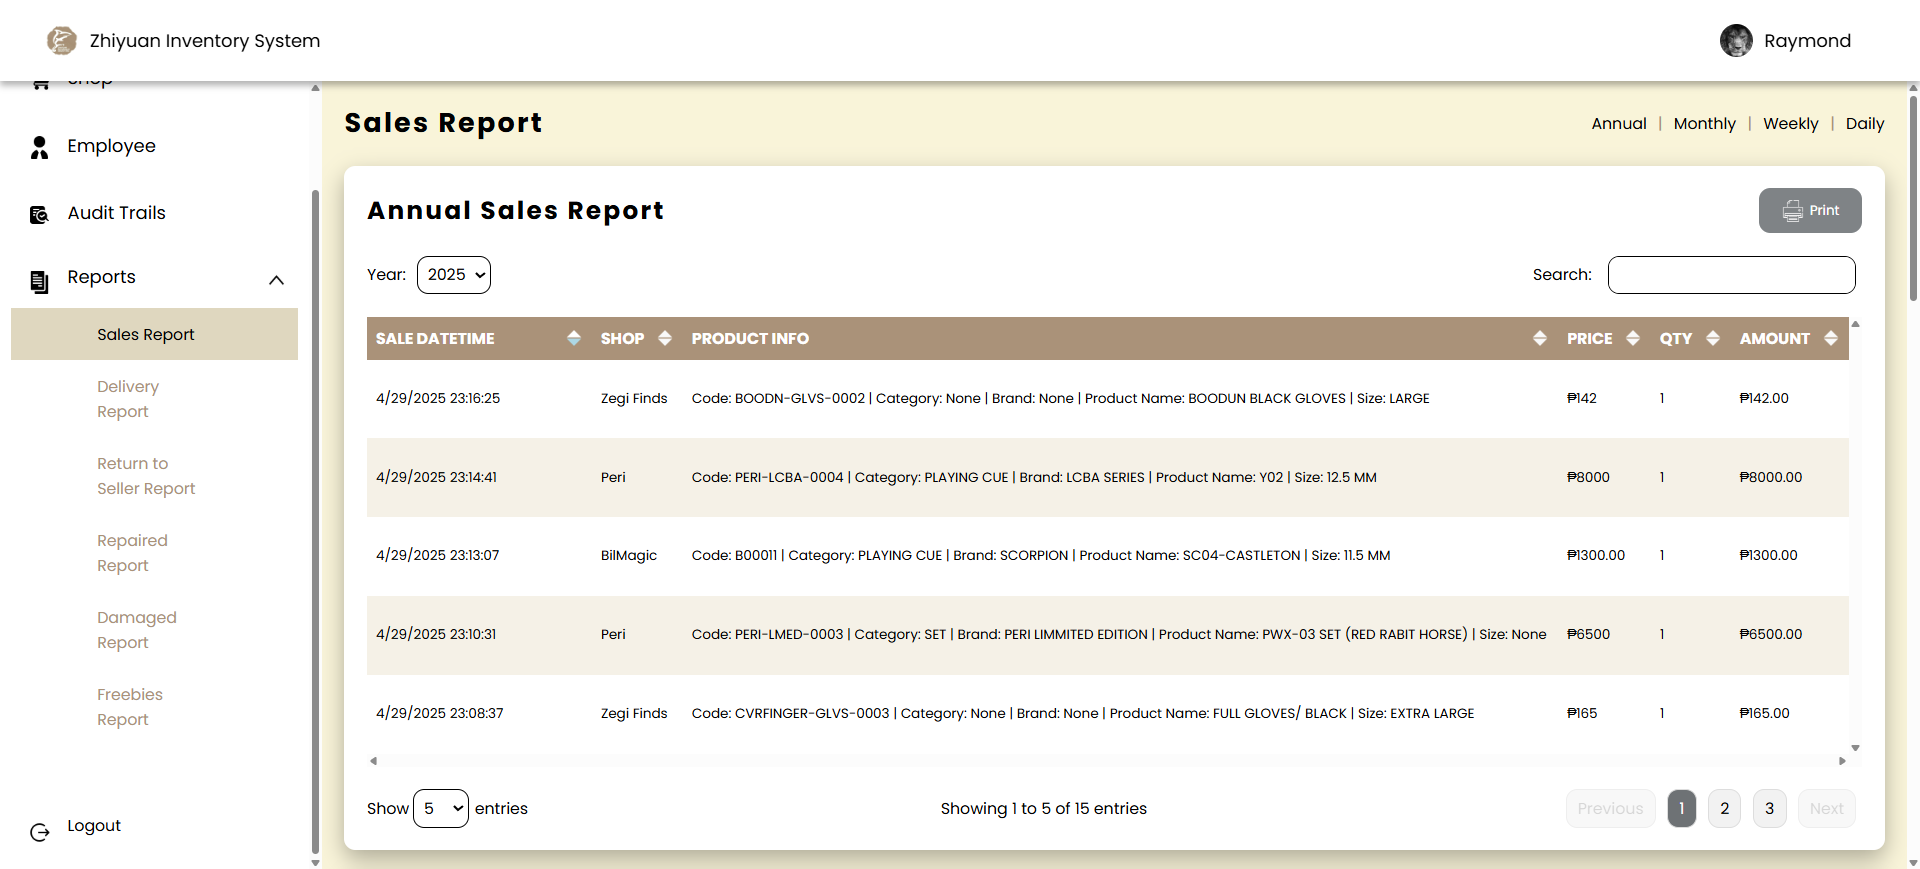 Zhiyuan Inventory System
Raymond
Shop
Employee
Audit Trails
Reports
Sales Report
Delivery
Report
Return to
Seller Report
Repaired
Report
Damaged
Report
Freebies
Report
Logout
Sales Report
Annual | Monthly | Weekly | Daily
Annual Sales Report
Print
Year: 2025
Search:
SALE DATETIME SHOP PRODUCT INFO PRICE QTY AMOUNT
4/29/2025 23:16:25 Zegi Finds Code: BOODN-GLVS-0002 | Category: None | Brand: None | Product Name: BOODUN BLACK GLOVES | Size: LARGE ₱142 1 ₱142.00
4/29/2025 23:14:41 Peri Code: PERI-LCBA-0004 | Category: PLAYING CUE | Brand: LCBA SERIES | Product Name: Y02 | Size: 12.5 MM ₱8000 1 ₱8000.00
4/29/2025 23:13:07 BilMagic Code: B00011 | Category: PLAYING CUE | Brand: SCORPION | Product Name: SC04-CASTLETON | Size: 11.5 MM ₱1300.00 1 ₱1300.00
4/29/2025 23:10:31 Peri Code: PERI-LMED-0003 | Category: SET | Brand: PERI LIMMITED EDITION | Product Name: PWX-03 SET (RED RABIT HORSE) | Size: None ₱6500 1 ₱6500.00
4/29/2025 23:08:37 Zegi Finds Code: CVRFINGER-GLVS-0003 | Category: None | Brand: None | Product Name: FULL GLOVES/ BLACK | Size: EXTRA LARGE ₱165 1 ₱165.00
Show 5 entries
Showing 1 to 5 of 15 entries
Previous 1 2 3 Next